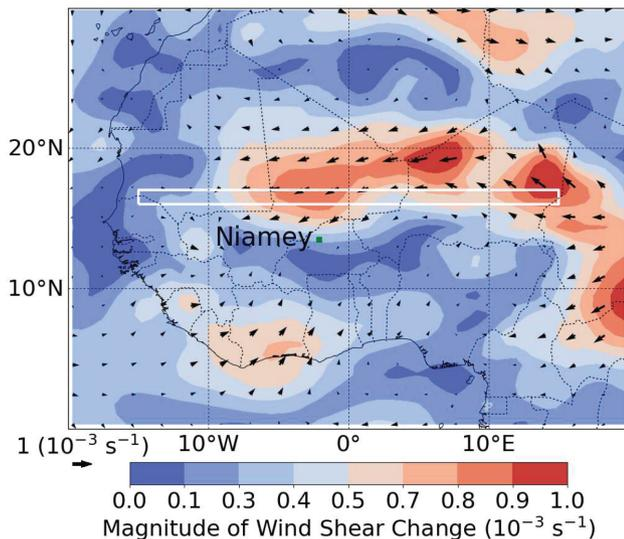 20°N
Niamey
10°N
1 (10⁻³ s⁻¹) 10°W 0° 10°E
0.0 0.1 0.3 0.4 0.5 0.7 0.8 0.9 1.0
Magnitude of Wind Shear Change (10⁻³ s⁻¹)